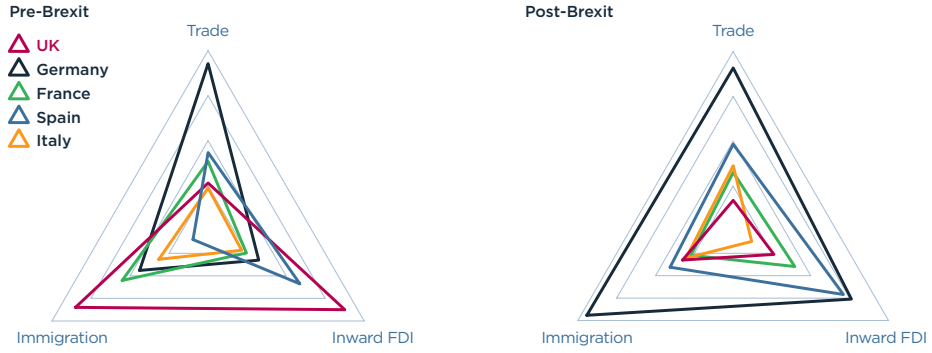 Pre-Brexit
Trade
UK
Germany
France
Spain
Italy
Immigration
Inward FDI
Post-Brexit
Trade
Immigration
Inward FDI